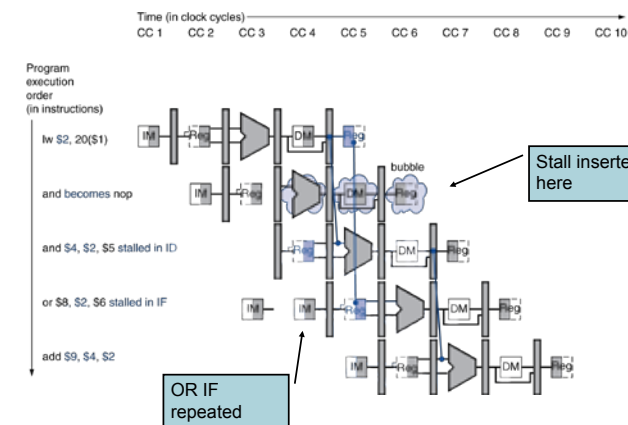 Time (in clock cycles)
CC 1 CC 2 CC 3 CC 4 CC 5 CC 6 CC 7 CC 8 CC 9 CC 10
Program
execution
order
(in instructions)
lw $2, 20($1)
IM Reg DM Reg
bubble
Stall inserte
here
and becomes nop
IM Reg DM Reg
and $4, $2, $5 stalled in ID
Reg DM Reg
or $8, $2, $6 stalled in IF
IM IM Reg DM Reg
add $9, $4, $2
IM Reg DM Reg
OR IF
repeated